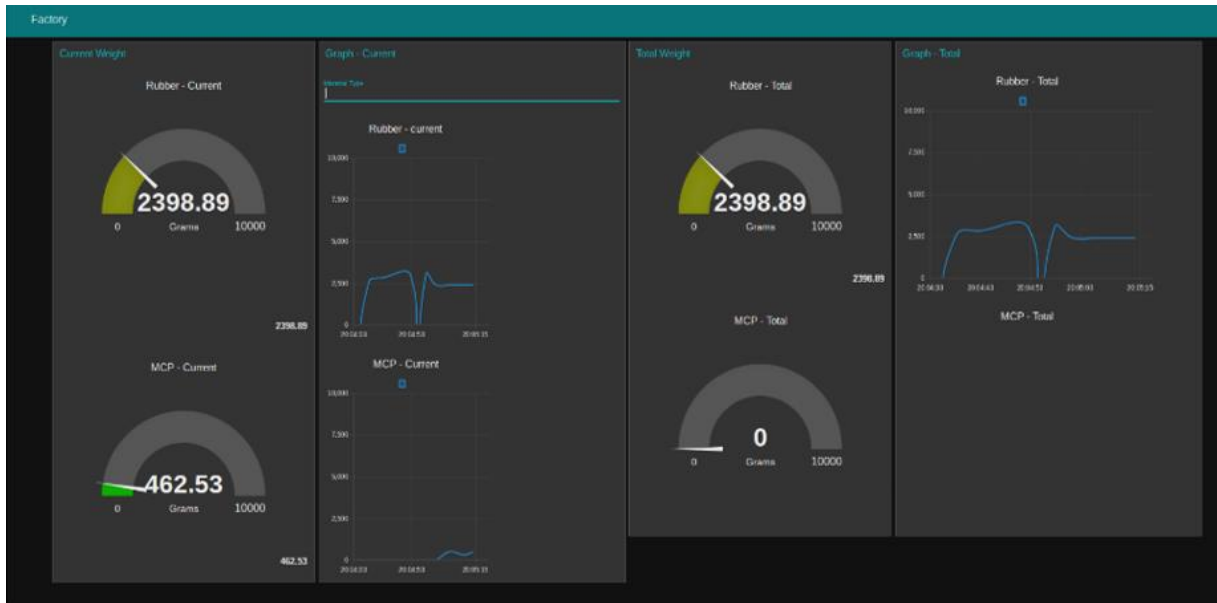 Factory
Current Weight
Rubber - Current
2398.89
0 Grams 10000
2398.89
MCP - Current
462.53
0 Grams 10000
462.53
Graph - Current
Material Type
Rubber - current
10,000
7,500
5,000
2,500
0
MCP - Current
10,000
7,500
5,000
2,500
0
Total Weight
Rubber - Total
2398.89
0 Grams 10000
2398.89
MCP - Total
0
0 Grams 10000
Graph - Total
Rubber - Total
10,000
7,500
5,000
2,500
0
MCP - Total